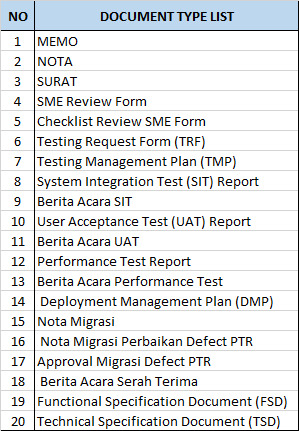 NO DOCUMENT TYPE LIST
1 MEMO
2 NOTA
3 SURAT
4 SME Review Form
5 Checklist Review SME Form
6 Testing Request Form (TRF)
7 Testing Management Plan (TMP)
8 System Integration Test (SIT) Report
9 Berita Acara SIT
10 User Acceptance Test (UAT) Report
11 Berita Acara UAT
12 Performance Test Report
13 Berita Acara Performance Test
14 Deployment Management Plan (DMP)
15 Nota Migrasi
16 Nota Migrasi Perbaikan Defect PTR
17 Approval Migrasi Defect PTR
18 Berita Acara Serah Terima
19 Functional Specification Document (FSD)
20 Technical Specification Document (TSD)